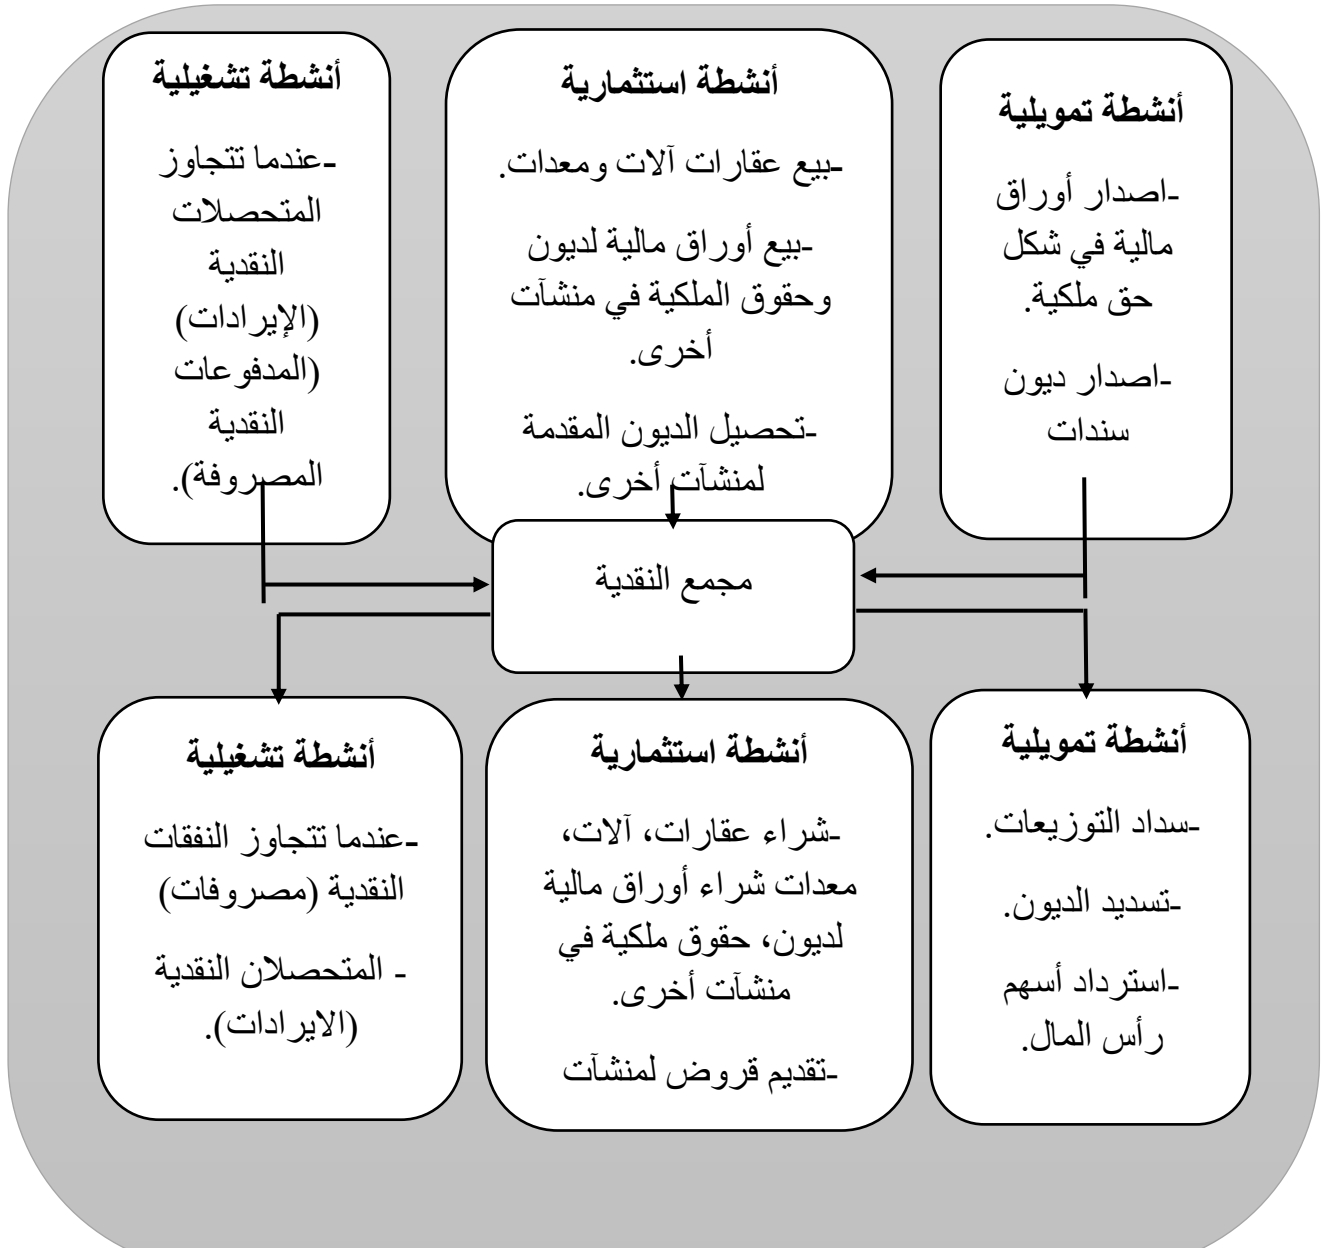 أنشطة تمويلية
-اصدار أوراق
مالية في شكل
حق ملكية.
-اصدار ديون
سندات
أنشطة استثمارية
-بيع عقارات آلات ومعدات.
-بيع أوراق مالية لديون
وحقوق الملكية في منشآت
أخرى.
-تحصيل الديون المقدمة
لمنشآت أخرى.
أنشطة تشغيلية
-عندما تتجاوز
المتحصلات
النقدية
(الإيرادات)
(المدفوعات
النقدية
المصروفة).
مجمع النقدية
أنشطة تمويلية
-سداد التوزيعات.
-تسديد الديون.
-استرداد أسهم
رأس المال.
أنشطة استثمارية
-شراء عقارات، آلات،
معدات شراء أوراق مالية
لديون، حقوق ملكية في
منشآت أخرى.
-تقديم قروض لمنشآت
أنشطة تشغيلية
-عندما تتجاوز النفقات
النقدية (مصروفات)
- المتحصلان النقدية
(الايرادات).